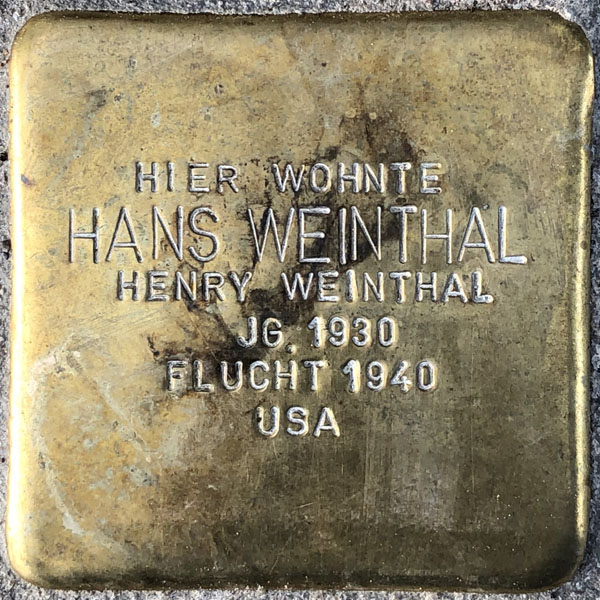 HIER WOHNTE
HANS WEINTHAL
HENRY WEINTHAL
JG. 1930
FLUCHT 1940
USA